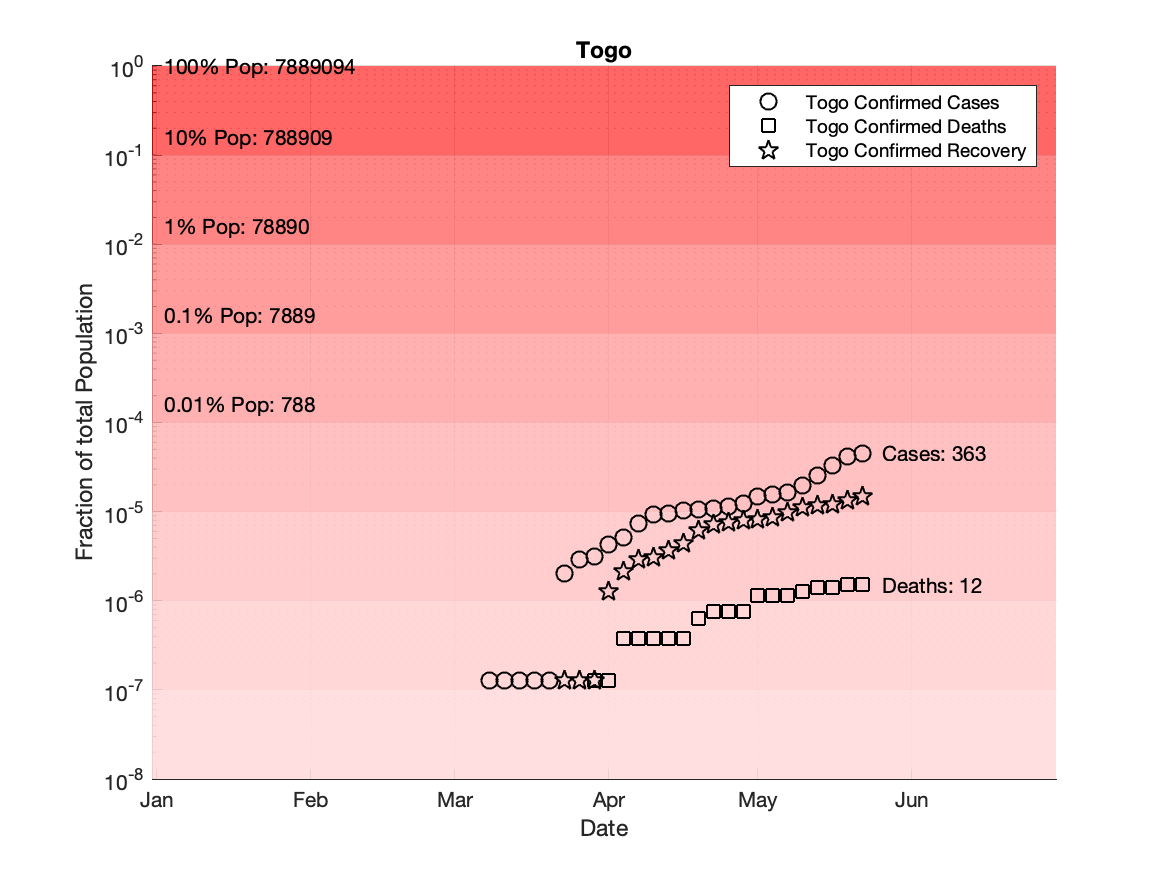 Togo
10^0
10^-1
10^-2
10^-3
10^-4
10^-5
10^-6
10^-7
10^-8
Fraction of total Population
100% Pop: 7889094
10% Pop: 788909
1% Pop: 78890
0.1% Pop: 7889
0.01% Pop: 788
Togo Confirmed Cases
Togo Confirmed Deaths
Togo Confirmed Recovery
Cases: 363
Deaths: 12
Jan Feb Mar Apr May Jun
Date